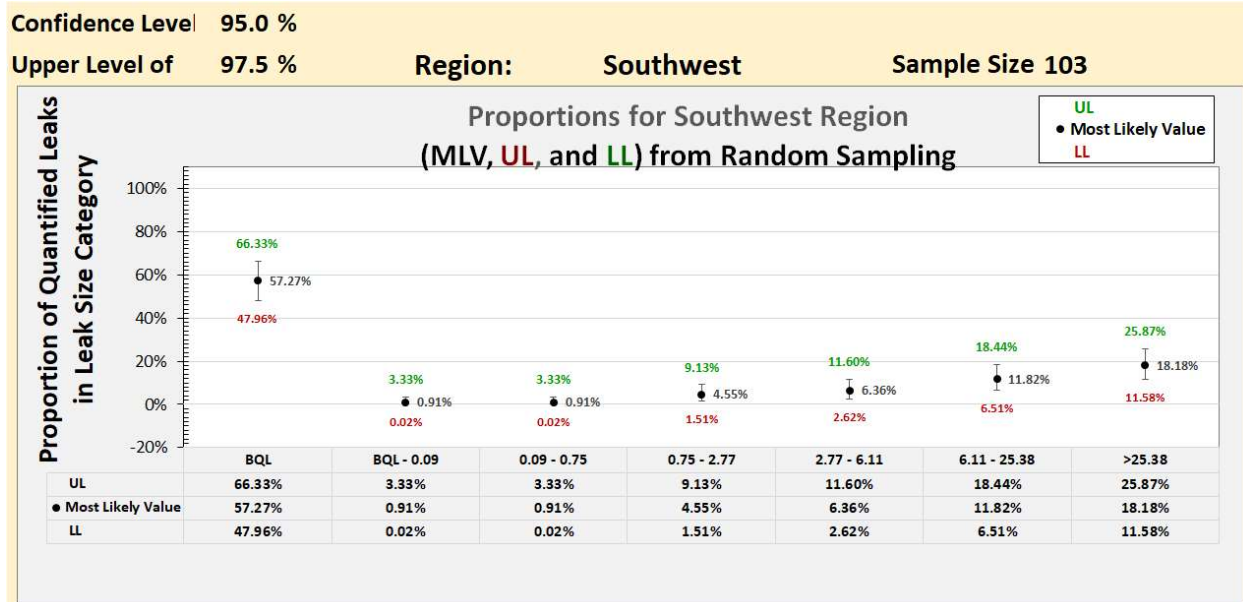 Confidence Level 95.0 %
Upper Level of 97.5 % Region: Southwest Sample Size 103
Proportions for Southwest Region
(MLV, UL, and LL) from Random Sampling
UL
Most Likely Value
LL
Proportion of Quantified Leaks
in Leak Size Category
100%
80%
60%
40%
20%
0%
-20%
66.33%
57.27%
47.96%
3.33%
0.91%
0.02%
3.33%
0.91%
0.02%
9.13%
4.55%
1.51%
11.60%
6.36%
2.62%
18.44%
11.82%
6.51%
25.87%
18.18%
11.58%
BQL BQL - 0.09 0.09 - 0.75 0.75 - 2.77 2.77 - 6.11 6.11 - 25.38 >25.38
UL 66.33% 3.33% 3.33% 9.13% 11.60% 18.44% 25.87%
Most Likely Value 57.27% 0.91% 0.91% 4.55% 6.36% 11.82% 18.18%
LL 47.96% 0.02% 0.02% 1.51% 2.62% 6.51% 11.58%